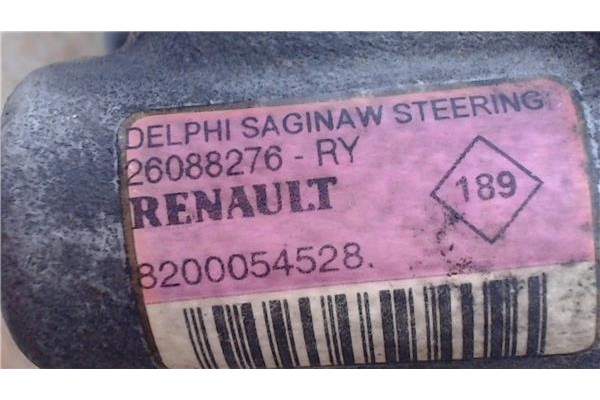 DELPHI SAGINAW STEERING
26088276 - RY
RENAULT
189
8200054528.